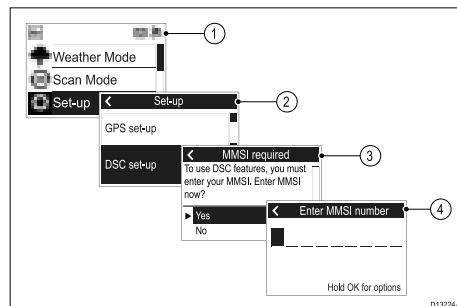 1
Weather Mode
Scan Mode
Set-up
Set-up
2
GPS set-up
DSC set-up
MMSI required
3
To use DSC features, you must
enter your MMSI. Enter MMSI
now?
Yes
No
Enter MMSI number
4
Hold OK for options